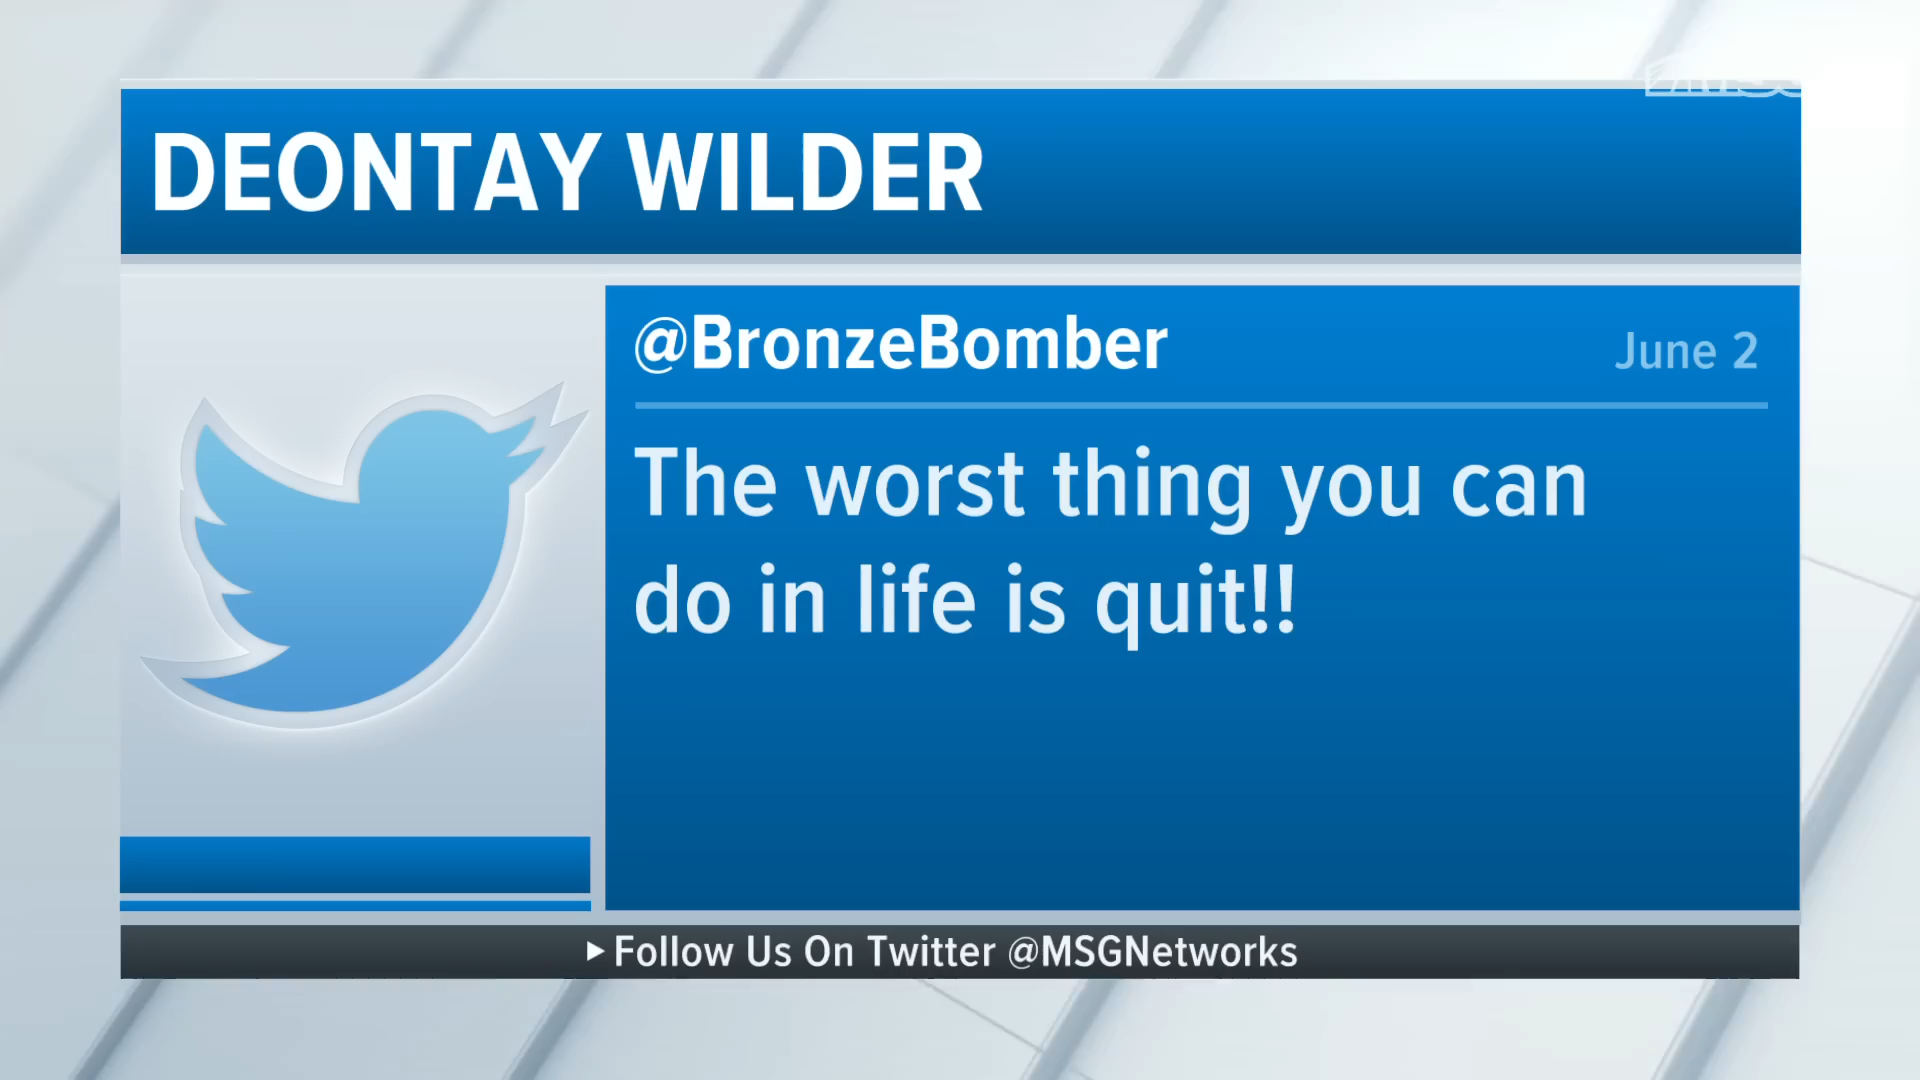 DEONTAY WILDER
@BronzeBomber
June 2
The worst thing you can
do in life is quit!!
Follow Us On Twitter @MSGNetworks